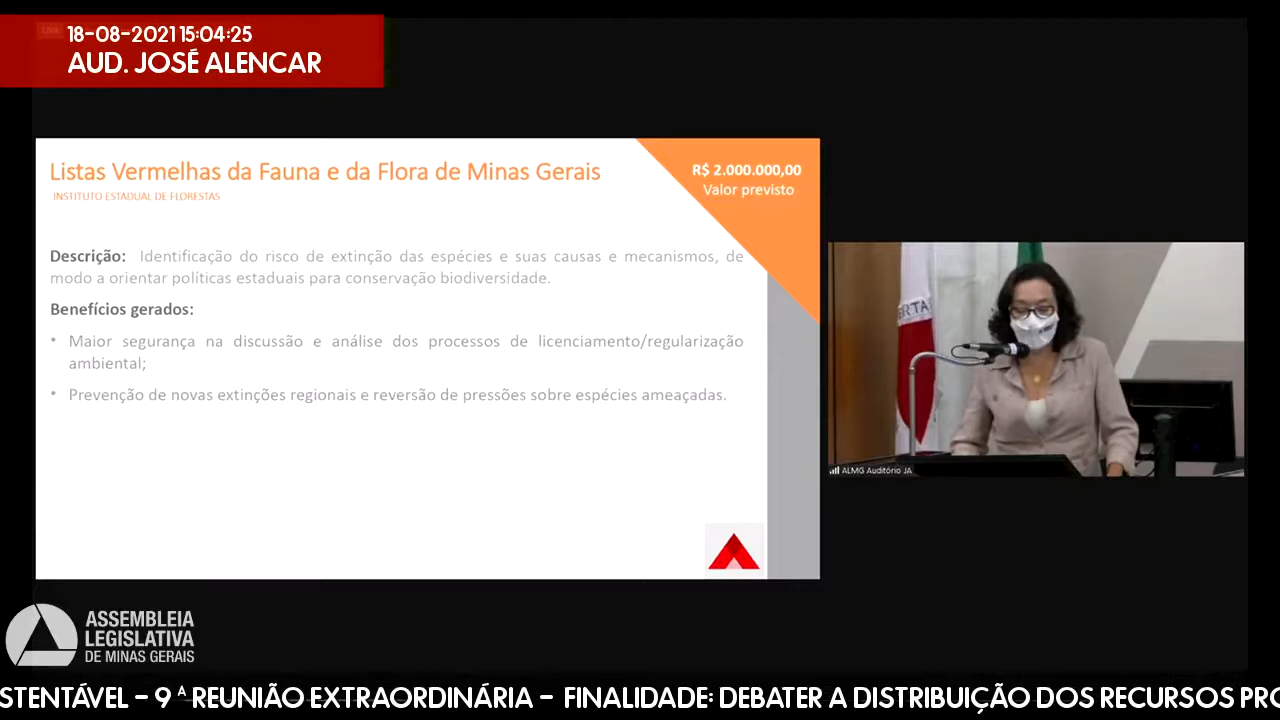 18-08-2021 15:04:25
AUD. JOSÉ ALENCAR
Listas Vermelhas da Fauna e da Flora de Minas Gerais
INSTITUTO ESTADUAL DE FLORESTAS
R$ 2.000.000,00
Valor previsto
Descrição: Identificação do risco de extinção das espécies e suas causas e mecanismos, de
modo a orientar políticas estaduais para conservação biodiversidade.
Benefícios gerados:
• Maior segurança na discussão e análise dos processos de licenciamento/regularização
ambiental;
• Prevenção de novas extinções regionais e reversão de pressões sobre espécies ameaçadas.
ERTA
ALMG Auditório JA
ASSEMBLEIA
LEGISLATIVA
DE MINAS GERAIS
STENTÁVEL - 9 ª REUNIÃO EXTRAORDINÁRIA - FINALIDADE: DEBATER A DISTRIBUIÇÃO DOS RECURSOS PRO